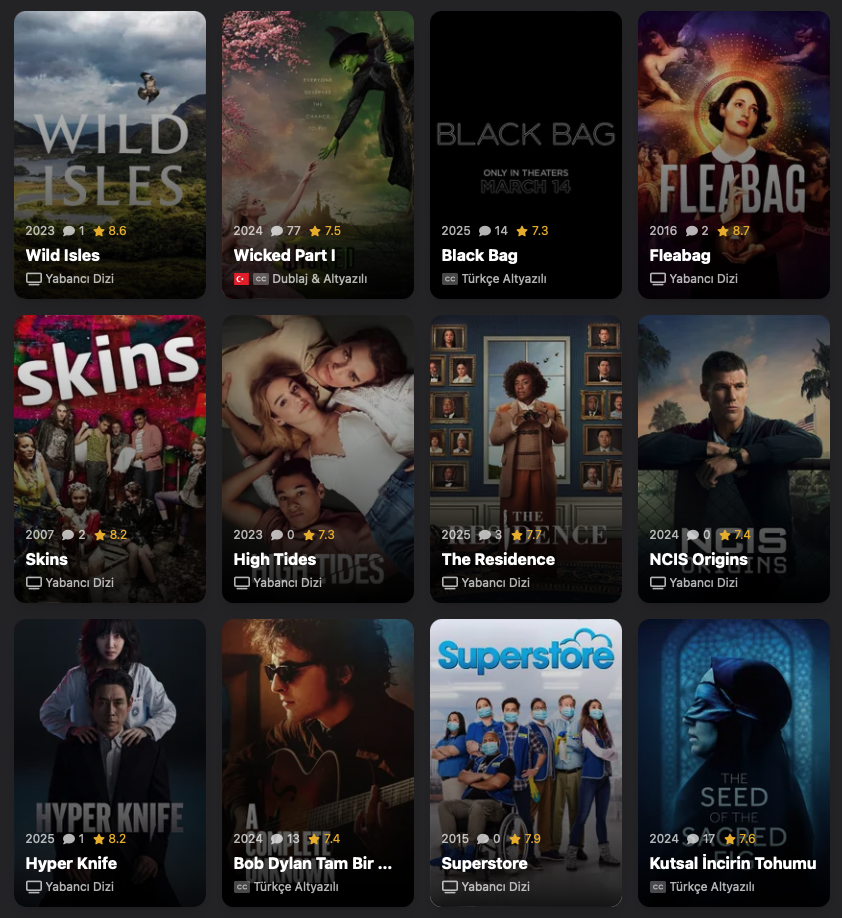 WILD
ISLES
2023 1 8.6
Wild Isles
Yabancı Dizi
EVERYONE
DESERVES
THE
CHANCE
TO FLY
2024 77 7.5
Wicked Part I
CC Dublaj & Altyazılı
BLACK BAG
ONLY IN THEATERS
MARCH 14
2025 14 7.3
Black Bag
CC Türkçe Altyazılı
FLEABAG
2016 2 8.7
Fleabag
Yabancı Dizi
skins
2007 2 8.2
Skins
Yabancı Dizi
HIGH TIDES
2023 0 7.3
High Tides
Yabancı Dizi
THE
RESIDENCE
2025 3 7.7
The Residence
Yabancı Dizi
NCIS
ORIGINS
2024 0 7.4
NCIS Origins
Yabancı Dizi
HYPER KNIFE
2025 1 8.2
Hyper Knife
Yabancı Dizi
A
COMPLETE
UNKNOWN
2024 13 7.4
Bob Dylan Tam Bir ...
CC Türkçe Altyazılı
Superstore
2015 0 7.9
Superstore
Yabancı Dizi
THE
SEED
OF THE
SACRED
FIG
2024 17 7.6
Kutsal İncirin Tohumu
CC Türkçe Altyazılı